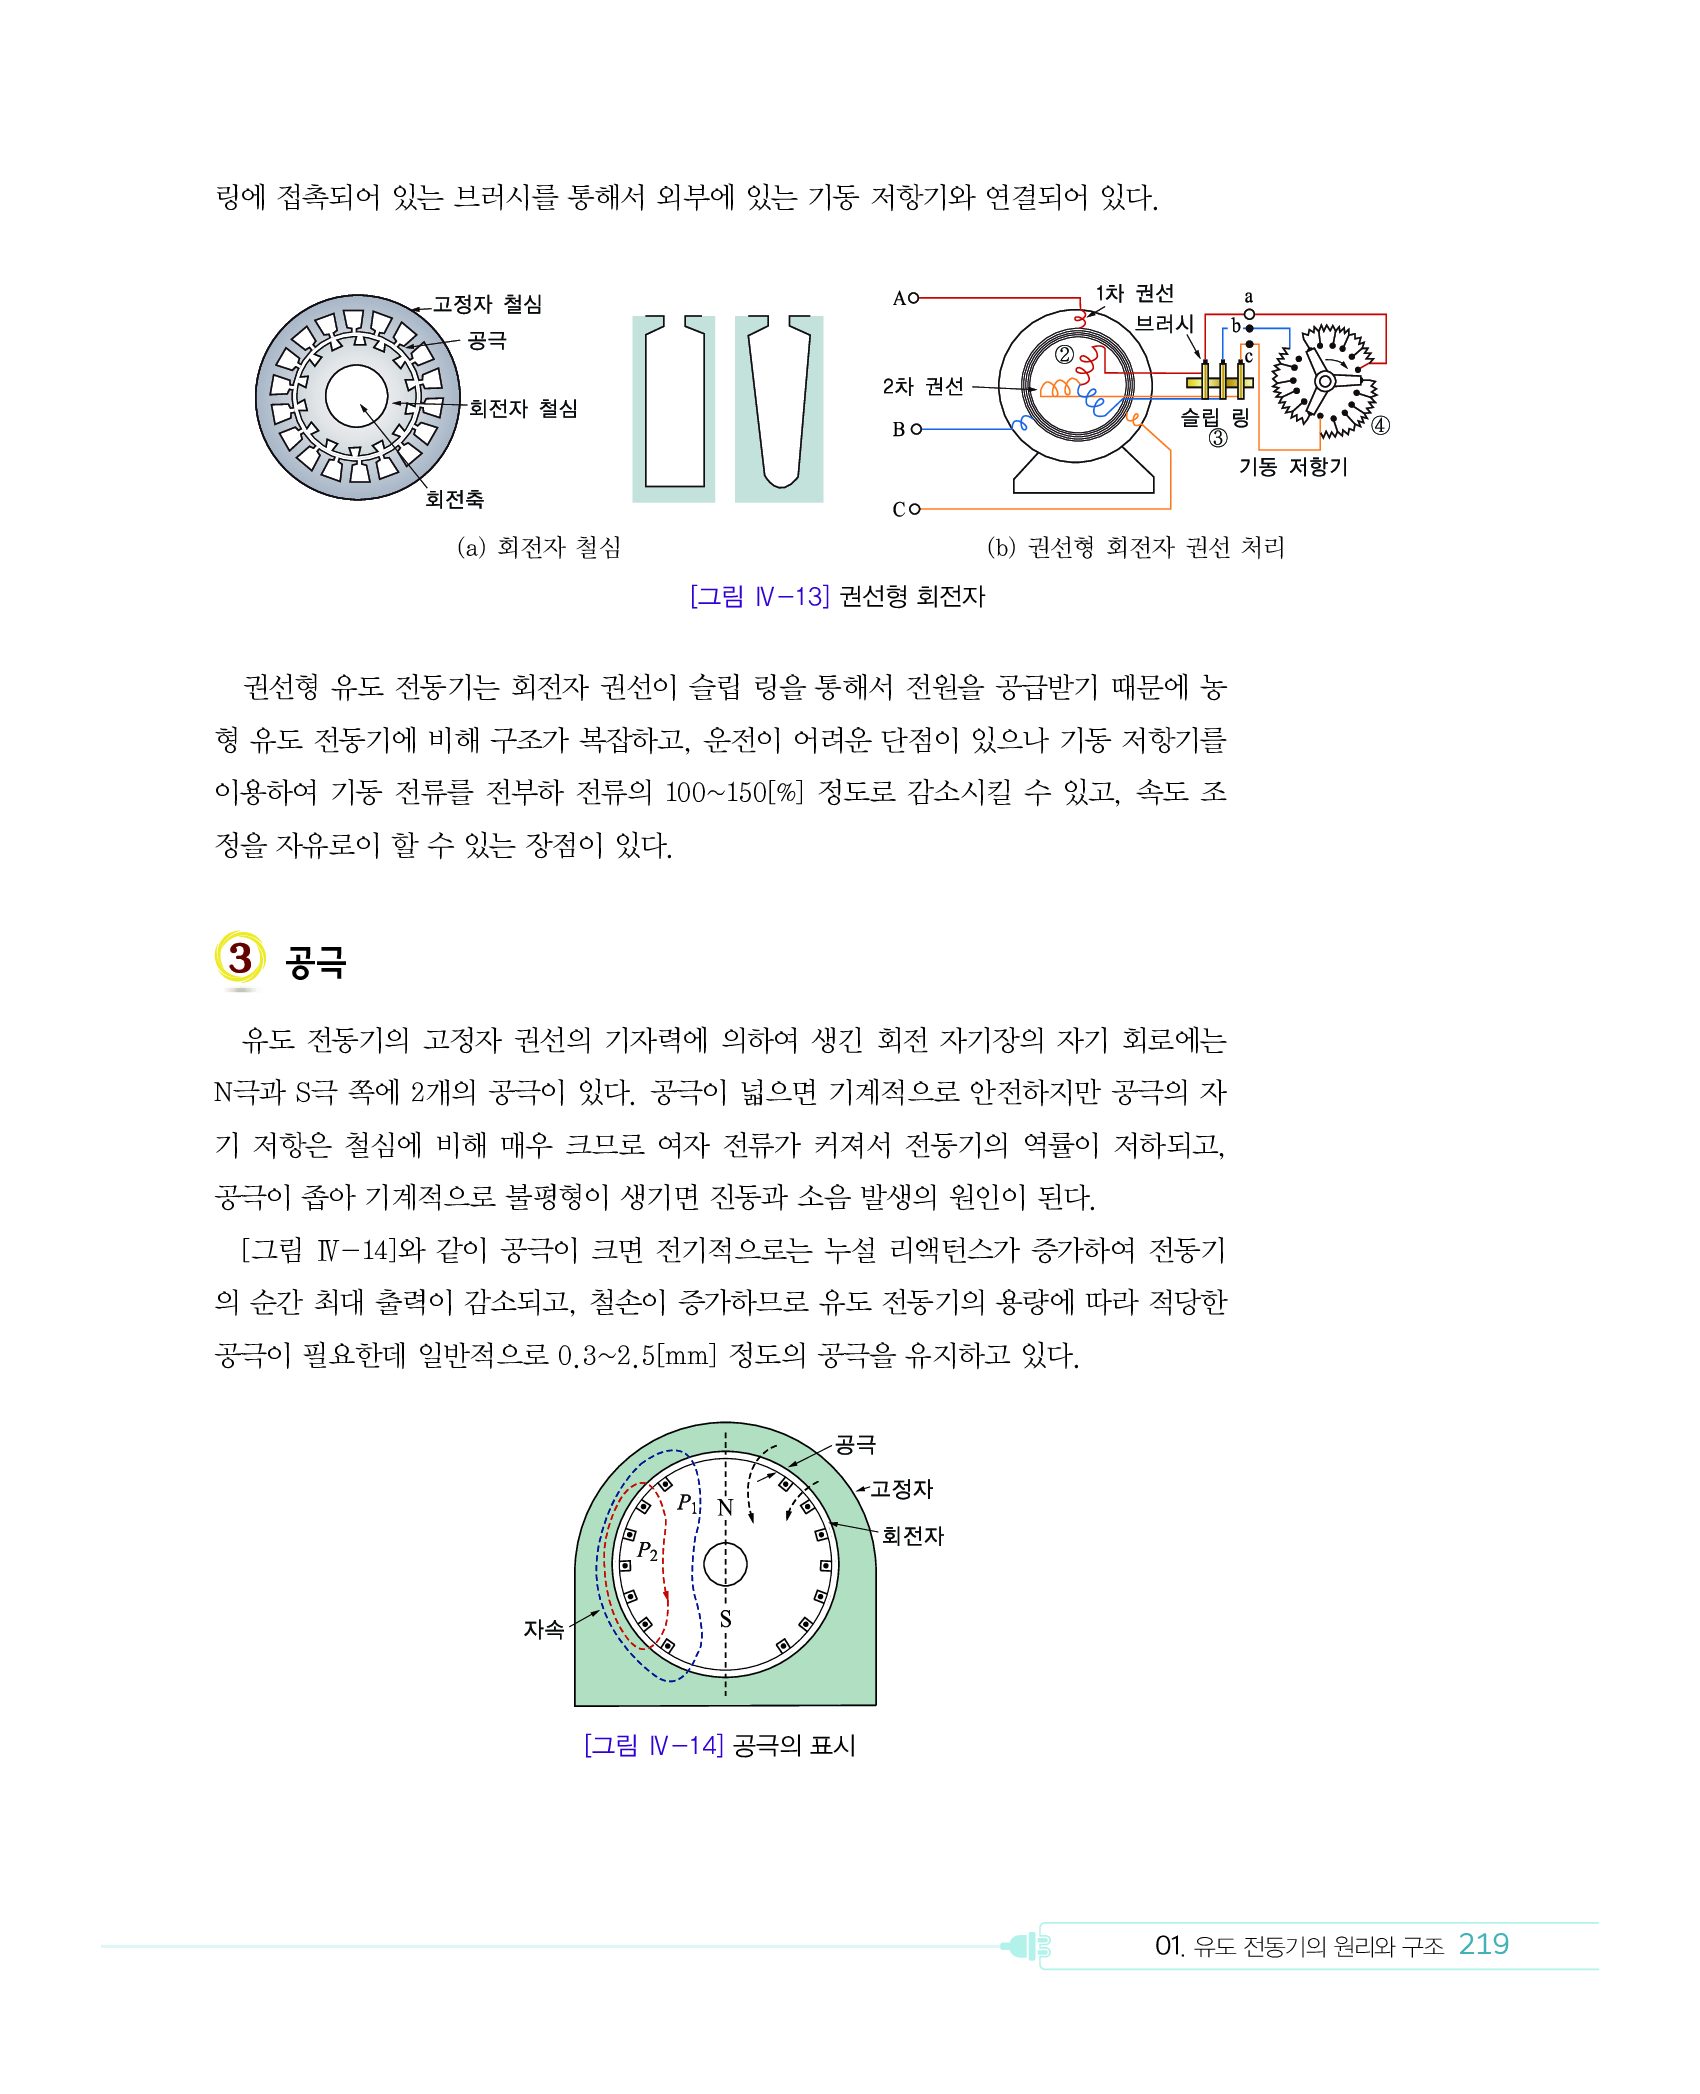 링에 접촉되어 있는 브러시를 통해서 외부에 있는 기동 저항기와 연결되어 있다.
고정자 철심
공극
회전자 철심
회전축
(a) 회전자 철심
A
B
C
1차 권선
브러시
2차 권선
②
a
b
c
슬립 링
③
④
기동 저항기
(b) 권선형 회전자 권선 처리
[그림 Ⅳ-13] 권선형 회전자
권선형 유도 전동기는 회전자 권선이 슬립 링을 통해서 전원을 공급받기 때문에 농
형 유도 전동기에 비해 구조가 복잡하고, 운전이 어려운 단점이 있으나 기동 저항기를
이용하여 기동 전류를 전부하 전류의 100~150[%] 정도로 감소시킬 수 있고, 속도 조
정을 자유로이 할 수 있는 장점이 있다.
3 공극
유도 전동기의 고정자 권선의 기자력에 의하여 생긴 회전 자기장의 자기 회로에는
N극과 S극 쪽에 2개의 공극이 있다. 공극이 넓으면 기계적으로 안전하지만 공극의 자
기 저항은 철심에 비해 매우 크므로 여자 전류가 커져서 전동기의 역률이 저하되고,
공극이 좁아 기계적으로 불평형이 생기면 진동과 소음 발생의 원인이 된다.
[그림 Ⅳ-14]와 같이 공극이 크면 전기적으로는 누설 리액턴스가 증가하여 전동기
의 순간 최대 출력이 감소되고, 철손이 증가하므로 유도 전동기의 용량에 따라 적당한
공극이 필요한데 일반적으로 0.3~2.5[mm] 정도의 공극을 유지하고 있다.
공극
고정자
회전자
P1
N
P2
S
자속
[그림 Ⅳ-14] 공극의 표시
01. 유도 전동기의 원리와 구조 219